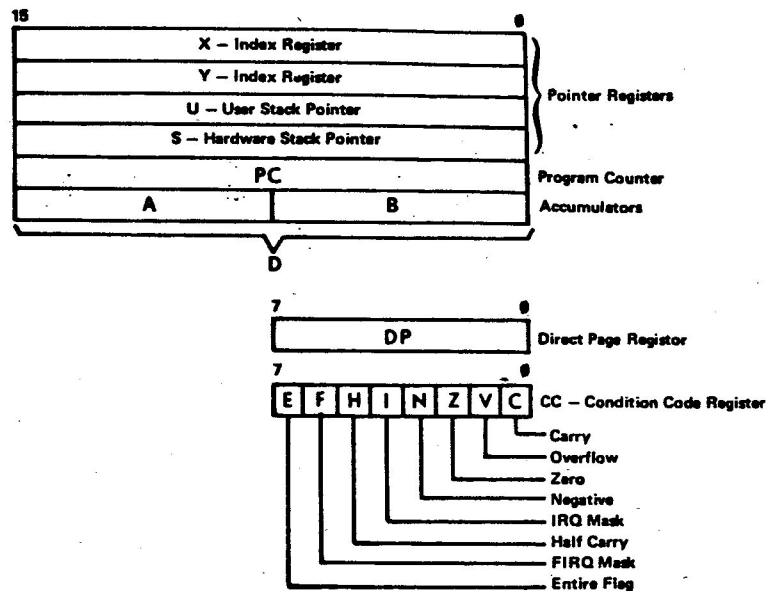 15 0
X – Index Register
Y – Index Register
U – User Stack Pointer
S – Hardware Stack Pointer
Pointer Registers
PC
Program Counter
A B
Accumulators
D
7 0
DP
Direct Page Registor
7 0
E F H I N Z V C
CC – Condition Code Register
Carry
Overflow
Zero
Negative
IRQ Mask
Half Carry
FIRQ Mask
Entire Flag